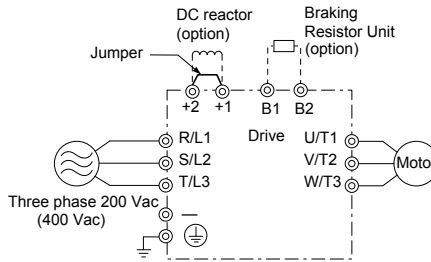 DC reactor
(option)
Braking
Resistor Unit
(option)
Jumper
+2
+1
B1
B2
R/L1
Drive
U/T1
S/L2
V/T2
Moto
T/L3
W/T3
Three phase 200 Vac
(400 Vac)
—